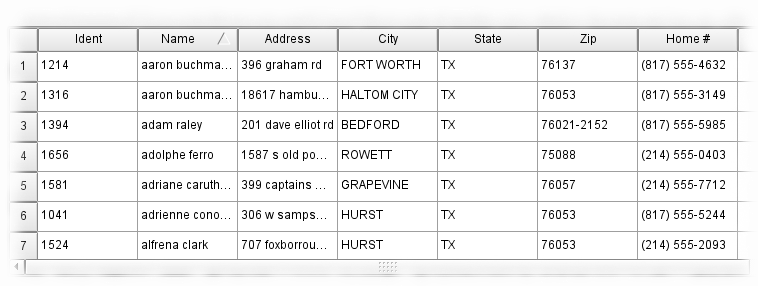 Ident Name Address City State Zip Home #
1 1214 aaron buchma... 396 graham rd FORT WORTH TX 76137 (817) 555-4632
2 1316 aaron buchma... 18617 hambu... HALTOM CITY TX 76053 (817) 555-3149
3 1394 adam raley 201 dave elliot rd BEDFORD TX 76021-2152 (817) 555-5985
4 1656 adolphe ferro 1587 s old po... ROWETT TX 75088 (214) 555-0403
5 1581 adriane caruth... 399 captains ... GRAPEVINE TX 76057 (214) 555-7712
6 1041 adrienne cono... 306 w samps... HURST TX 76053 (817) 555-5244
7 1524 alfrena clark 707 foxborrou... HURST TX 76053 (214) 555-2093